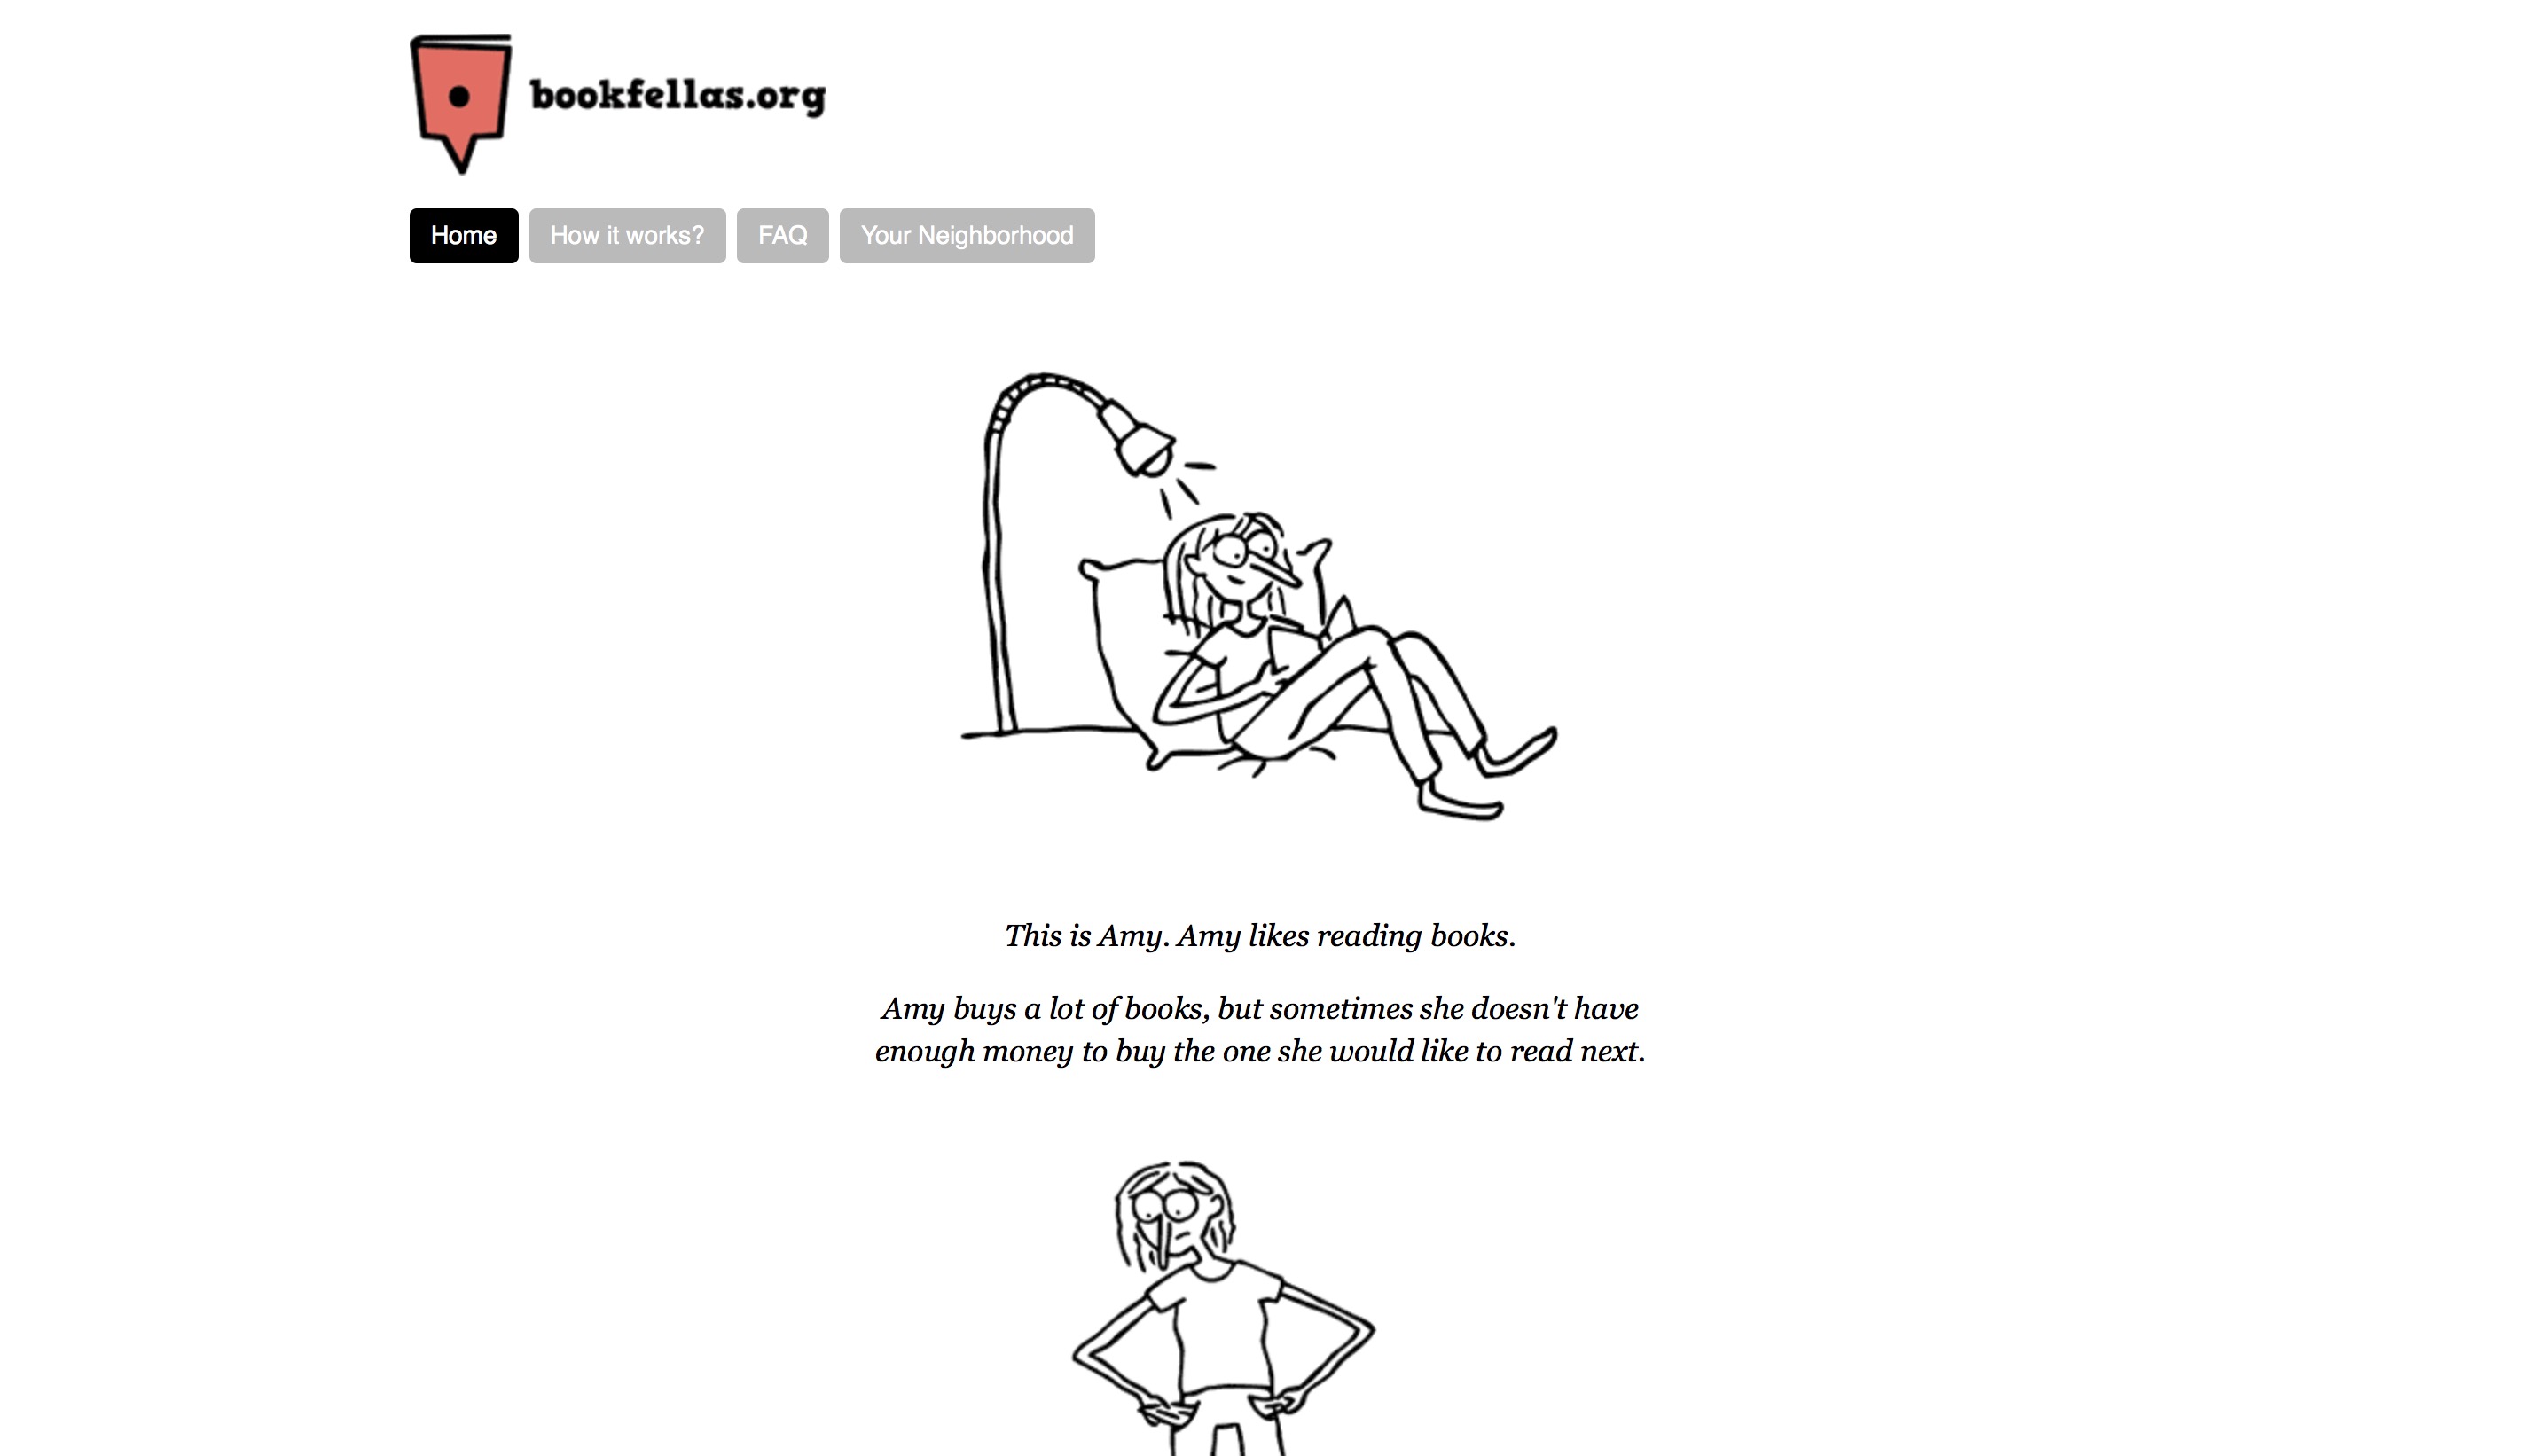 bookfellas.org
Home How it works? FAQ Your Neighborhood
This is Amy. Amy likes reading books.
Amy buys a lot of books, but sometimes she doesn't have
enough money to buy the one she would like to read next.